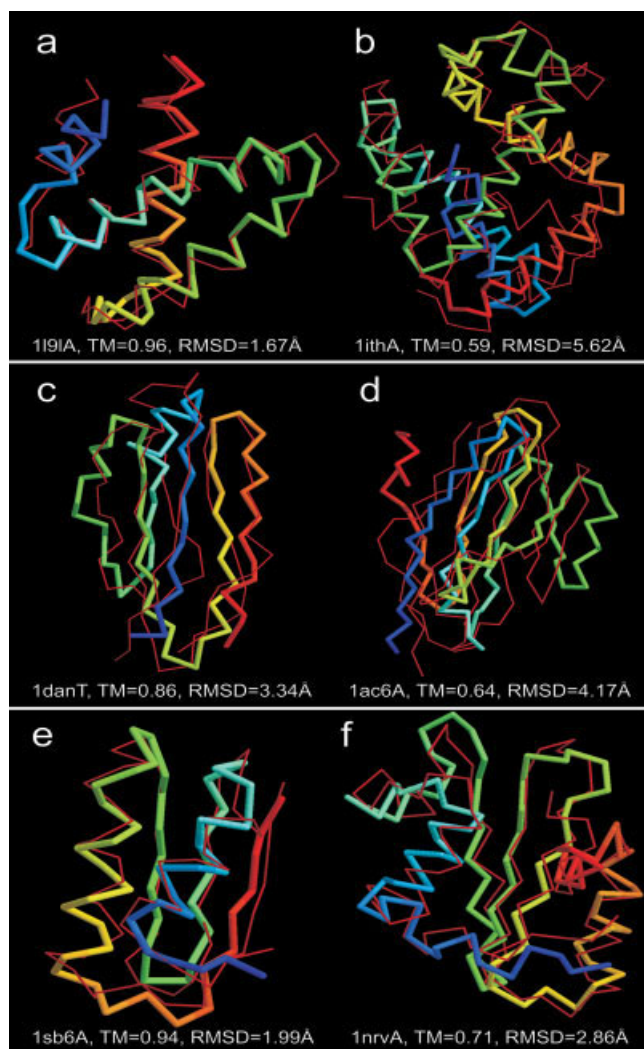 a
b
1l9lA, TM=0.96, RMSD=1.67Å
1ithA, TM=0.59, RMSD=5.62Å
c
d
1danT, TM=0.86, RMSD=3.34Å
1ac6A, TM=0.64, RMSD=4.17Å
e
f
1sb6A, TM=0.94, RMSD=1.99Å
1nrvA, TM=0.71, RMSD=2.86Å